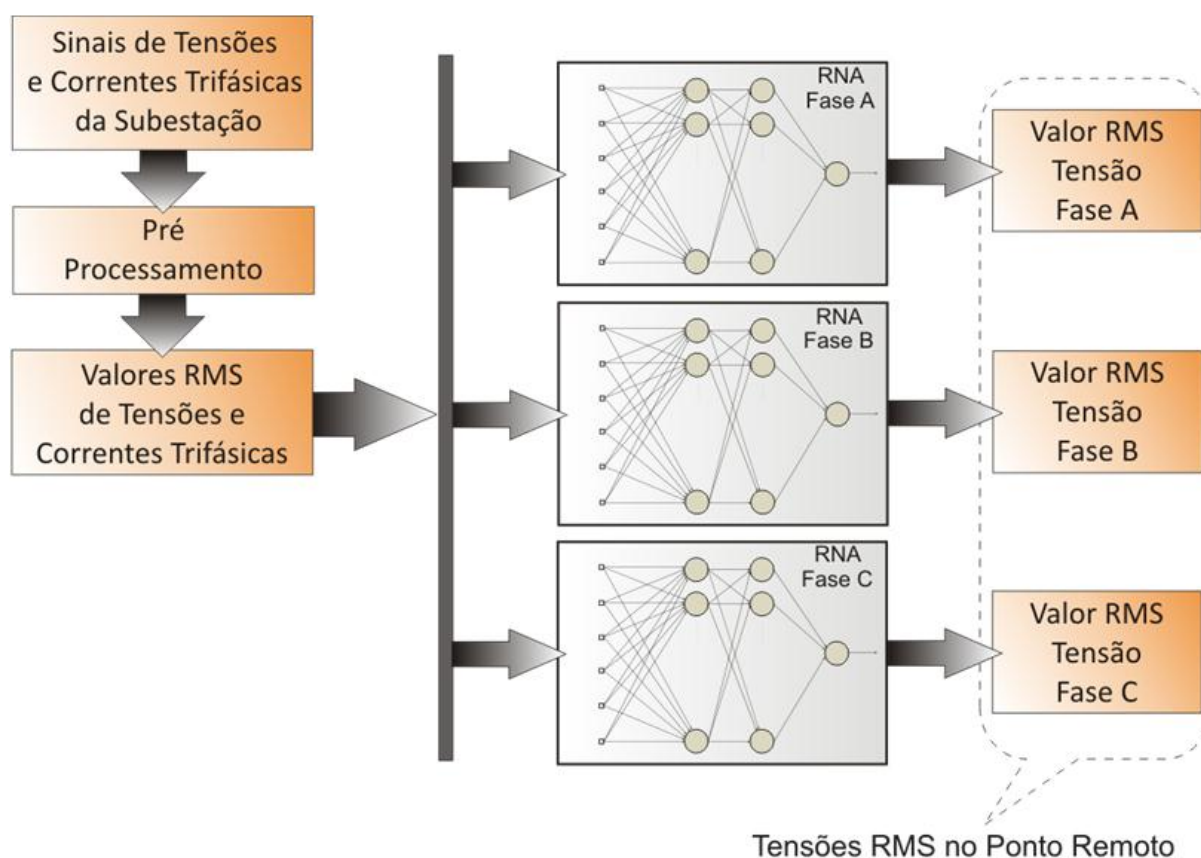 Sinais de Tensões
e Correntes Trifásicas
da Subestação
Pré
Processamento
Valores RMS
de Tensões e
Correntes Trifásicas
RNA
Fase A
Valor RMS
Tensão
Fase A
RNA
Fase B
Valor RMS
Tensão
Fase B
RNA
Fase C
Valor RMS
Tensão
Fase C
Tensões RMS no Ponto Remoto